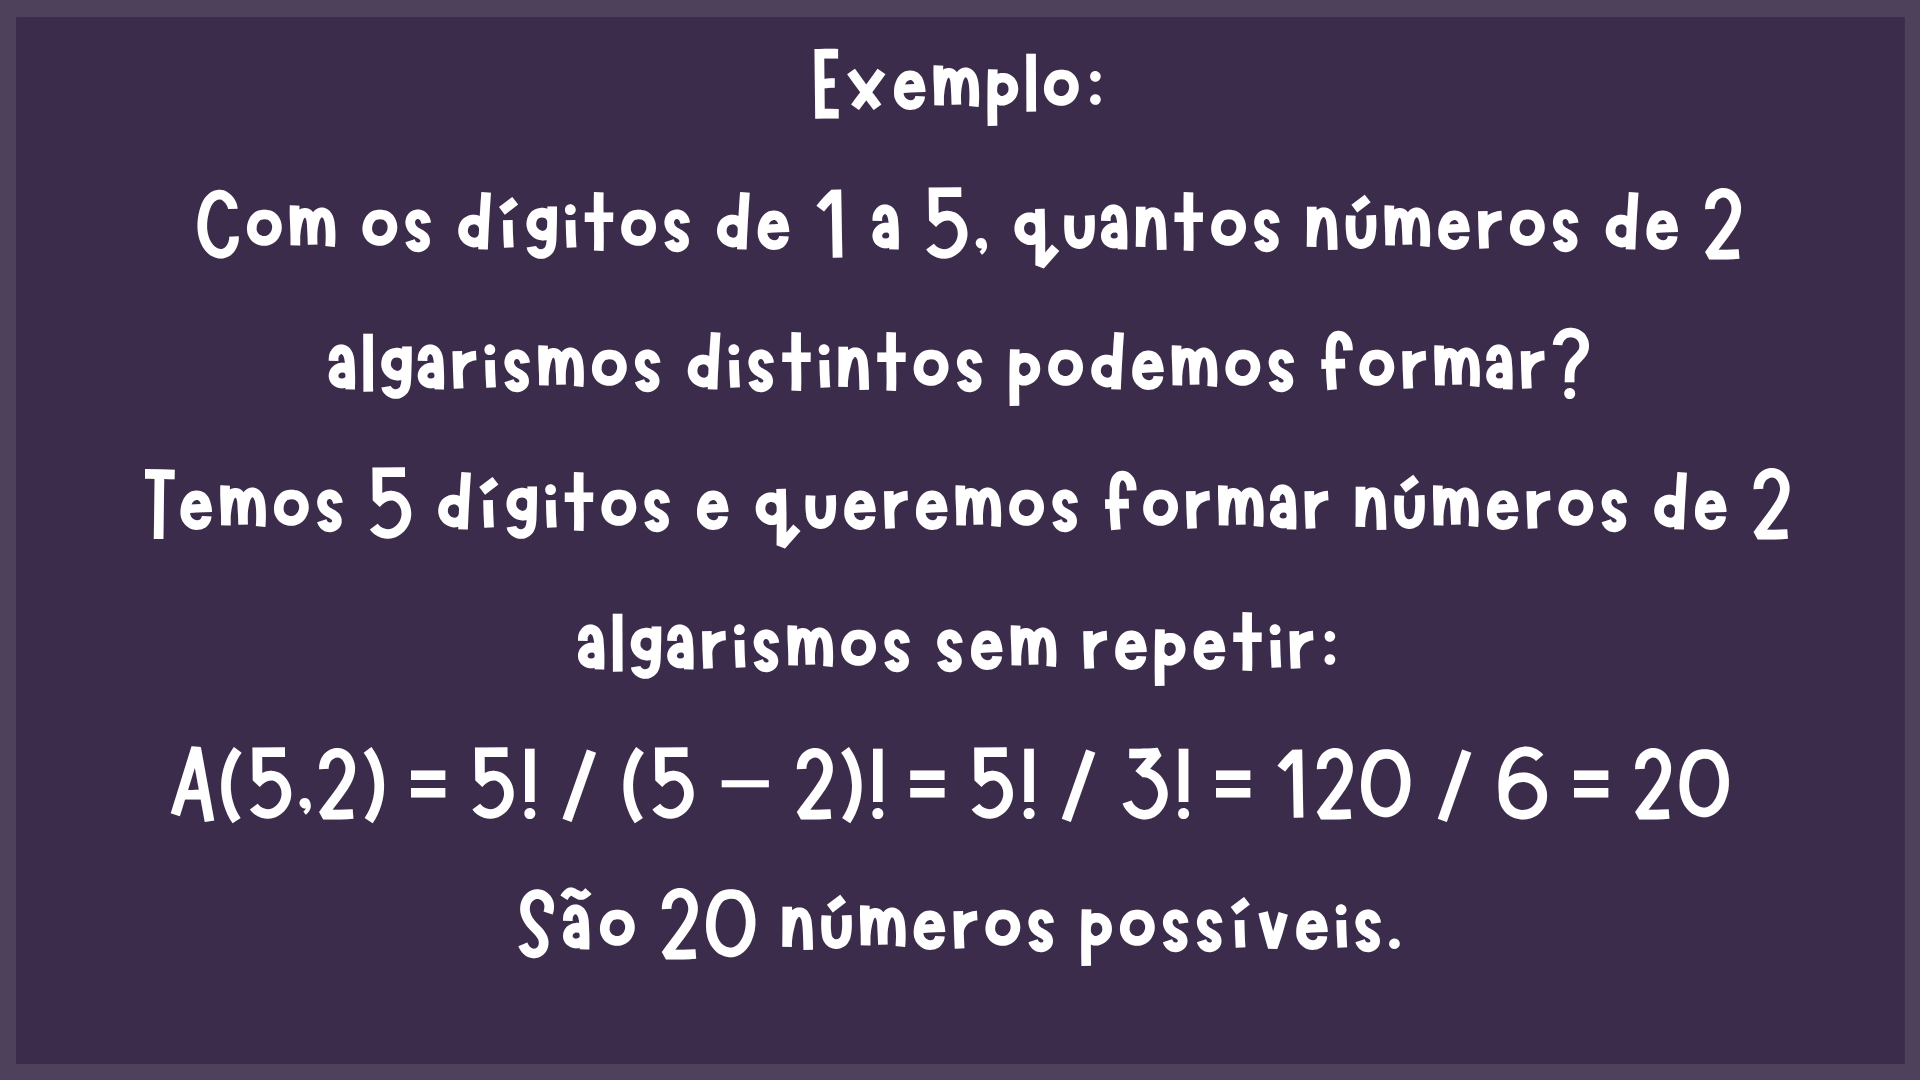 Exemplo:
Com os dígitos de 1 a 5, quantos números de 2
algarismos distintos podemos formar?
Temos 5 dígitos e queremos formar números de 2
algarismos sem repetir:
A(5,2) = 5! / (5 – 2)! = 5! / 3! = 120 / 6 = 20
São 20 números possíveis.